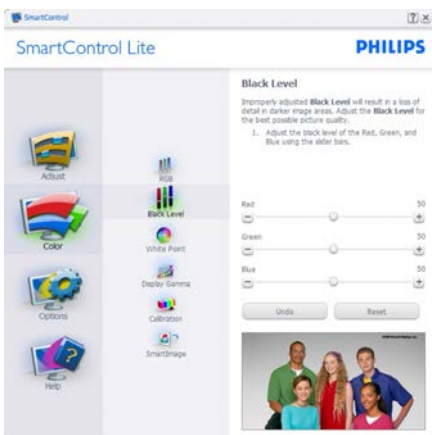 SmartControl
SmartControl Lite
PHILIPS
Adjust
Color
Options
Help
RGB
Black Level
White Point
Display Gamma
Calibration
SmartImage
Black Level
Improperly adjusted Black Level will result in a loss of
detail in darker image areas. Adjust the Black Level for
the best possible picture quality.
1. Adjust the black level of the Red, Green, and
Blue using the slider bars.
Red 50
Green 50
Blue 50
Undo Reset